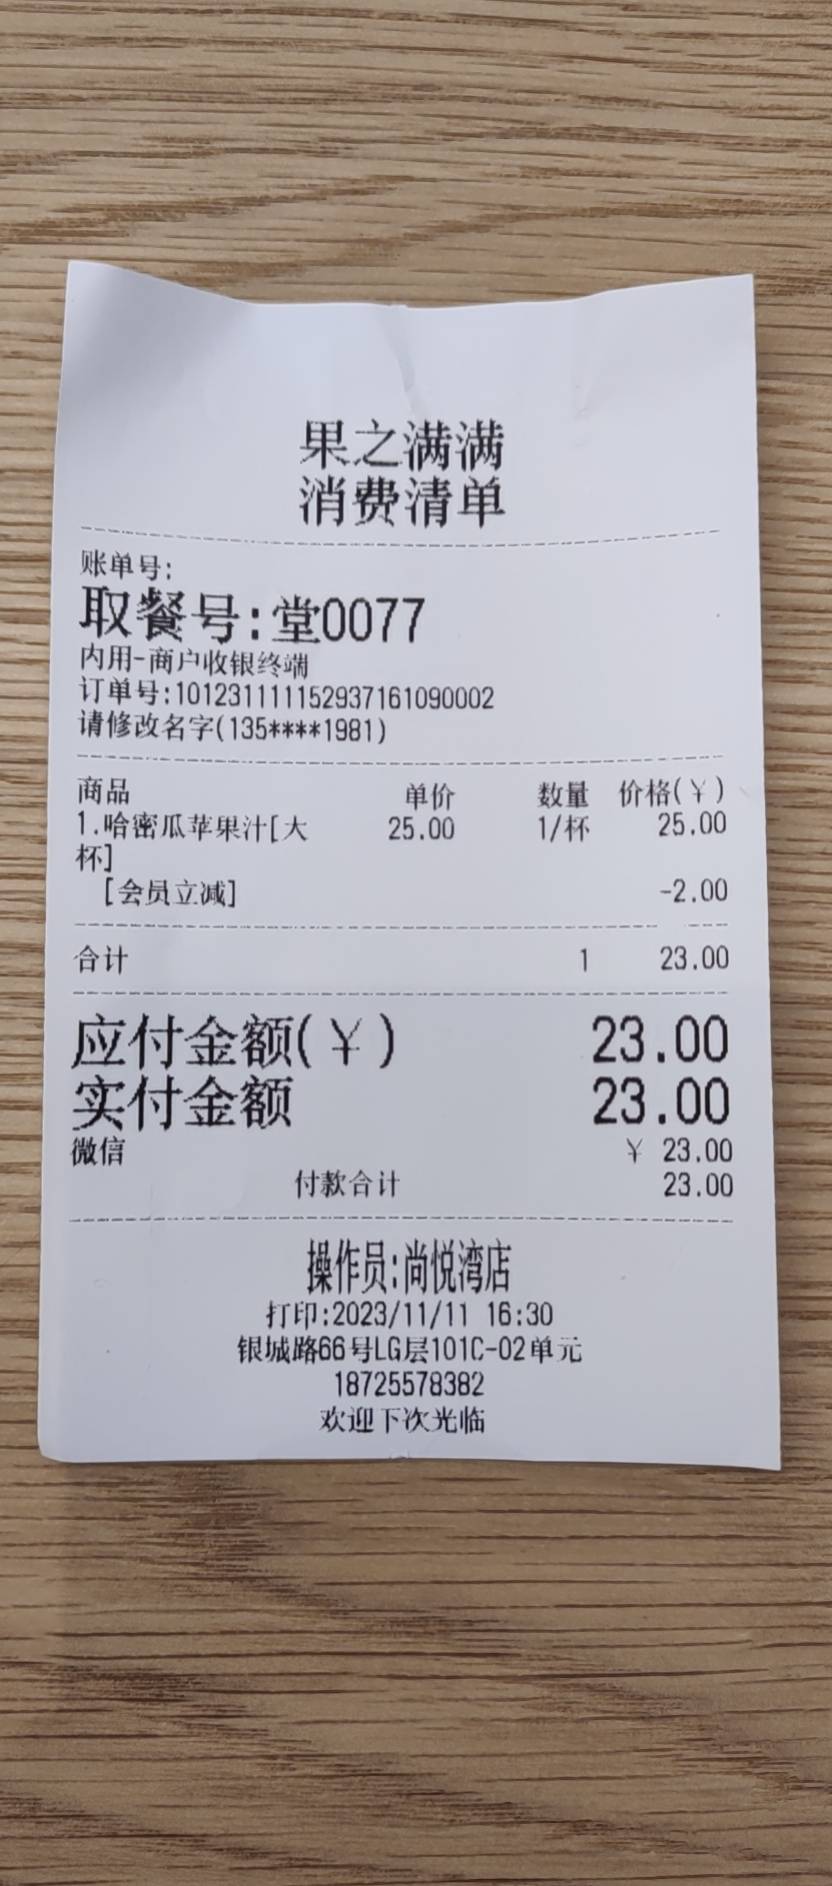 果之满满
消费清单
账单号:
取餐号:堂0077
内用-商户收银终端
订单号:1012311111529371610​90002
请修改名字(135****1981)
商品 单价 数量 价格(¥)
1.哈密瓜苹果汁[大 25.00 1/杯 25.00
杯]
[会员立减] -2.00
合计 1 23.00
应付金额(¥) 23.00
实付金额 23.00
微信 ¥ 23.00
付款合计 23.00
操作员:尚悦湾店
打印:2023/11/11 16:30
银城路66号LG层101C-02单元
18725578382
欢迎下次光临